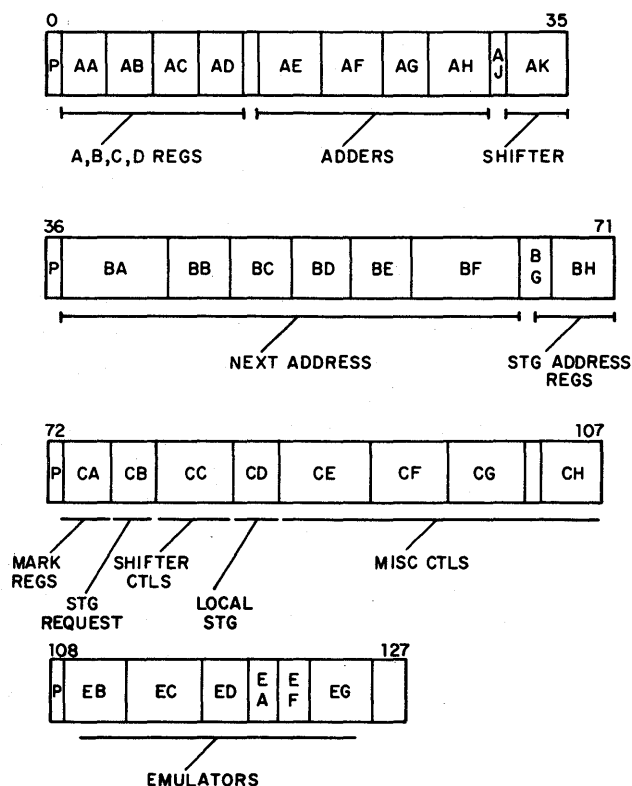 0 35
P AA AB AC AD AE AF AG AH AJ AK
A,B,C,D REGS ADDERS SHIFTER
36 71
P BA BB BC BD BE BF BG BH
NEXT ADDRESS STG ADDRESS
REGS
72 107
P CA CB CC CD CE CF CG CH
MARK SHIFTER MISC CTLS
REGS CTLS
STG LOCAL
REQUEST STG
108 127
P EB EC ED EA EF EG
EMULATORS